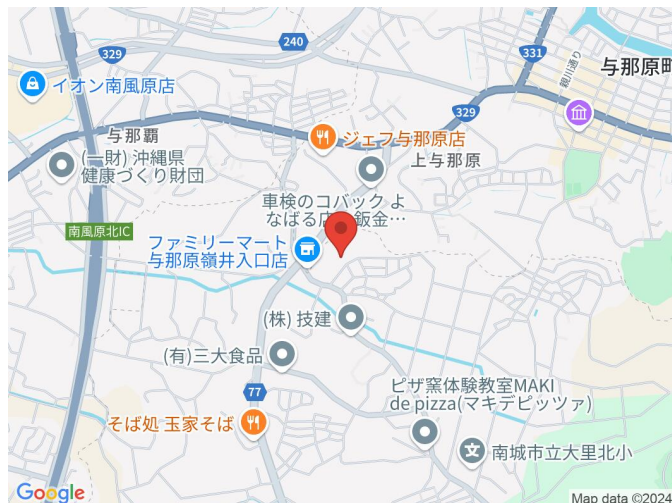 240
329
331
親川通り
与那原町
イオン南風原店
与那覇
329
ジェフ与那原店
上与那原
(一財) 沖縄県
健康づくり財団
車検のコバック よ
なばる店 鈑金…
南風原北IC
ファミリーマート
与那原嶺井入口店
(株) 技建
(有)三大食品
77
ピザ窯体験教室MAKI
de pizza(マキデピッツァ)
そば処 玉家そば
南城市立大里北小
Google
Map data ©2024